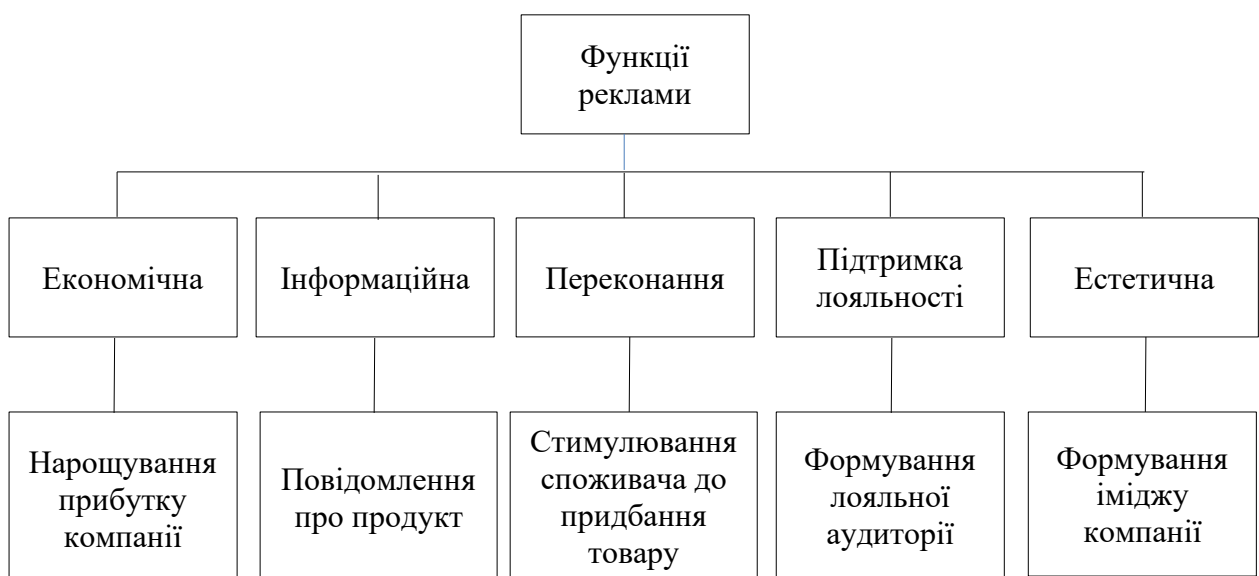 Функції
реклами
Економічна
Інформаційна
Переконання
Підтримка
лояльності
Естетична
Нарощування
прибутку
компанії
Повідомлення
про продукт
Стимулювання
споживача до
придбання
товару
Формування
лояльної
аудиторії
Формування
іміджу
компанії